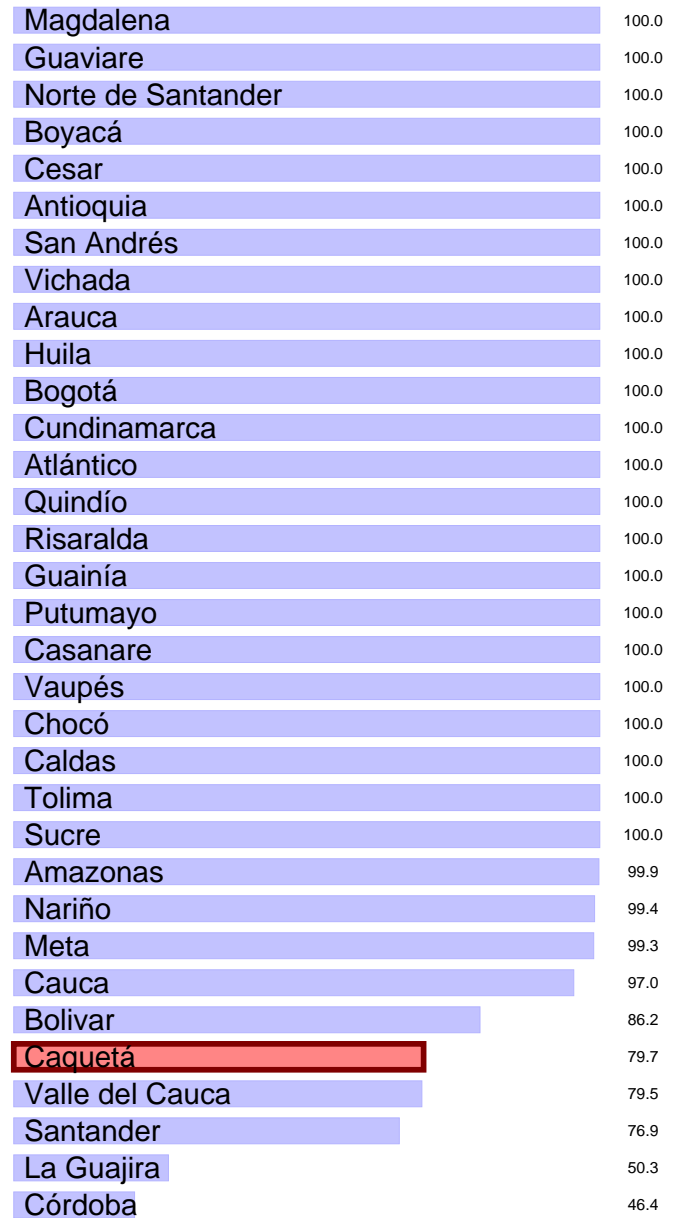 Magdalena 100.0
Guaviare 100.0
Norte de Santander 100.0
Boyacá 100.0
Cesar 100.0
Antioquia 100.0
San Andrés 100.0
Vichada 100.0
Arauca 100.0
Huila 100.0
Bogotá 100.0
Cundinamarca 100.0
Atlántico 100.0
Quindío 100.0
Risaralda 100.0
Guainía 100.0
Putumayo 100.0
Casanare 100.0
Vaupés 100.0
Chocó 100.0
Caldas 100.0
Tolima 100.0
Sucre 100.0
Amazonas 99.9
Nariño 99.4
Meta 99.3
Cauca 97.0
Bolivar 86.2
Caquetá 79.7
Valle del Cauca 79.5
Santander 76.9
La Guajira 50.3
Córdoba 46.4